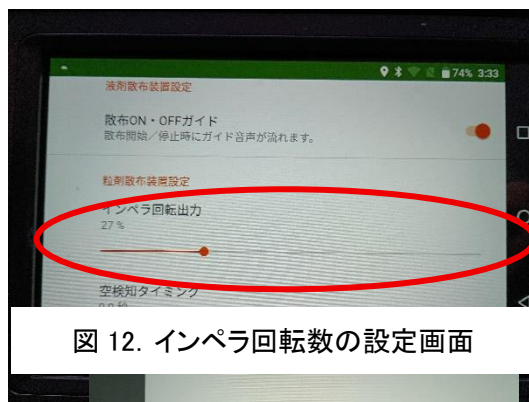 74% 3:33
液剤散布装置設定
散布ON・OFFガイド
散布開始／停止時にガイド音声が流れます。
粒剤散布装置設定
インペラ回転出力
27 %
空検知タイミング
図 12. インペラ回転数の設定画面